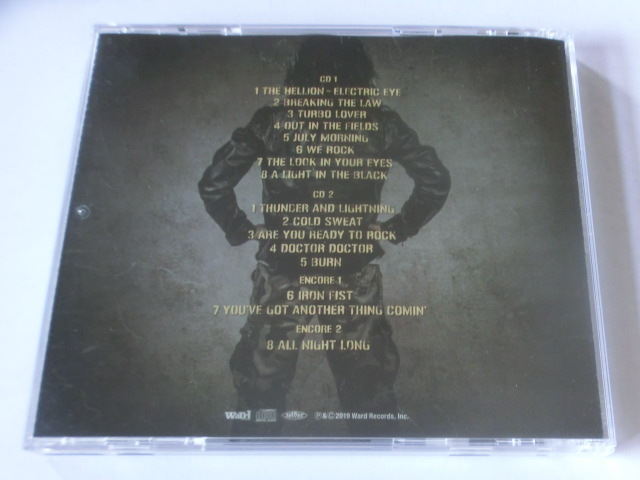 CD 1
1 THE HELLION ~ ELECTRIC EYE
2 BREAKING THE LAW
3 TURBO LOVER
4 OUT IN THE FIELDS
5 JULY MORNING
6 WE ROCK
7 THE LOOK IN YOUR EYES
8 A LIGHT IN THE BLACK
CD 2
1 THUNDER AND LIGHTNING
2 COLD SWEAT
3 ARE YOU READY TO ROCK
4 DOCTOR DOCTOR
5 BURN
ENCORE 1
6 IRON FIST
7 YOU'VE GOT ANOTHER THING COMIN'
ENCORE 2
8 ALL NIGHT LONG
Ward ℗&©2019 Ward Records, Inc.